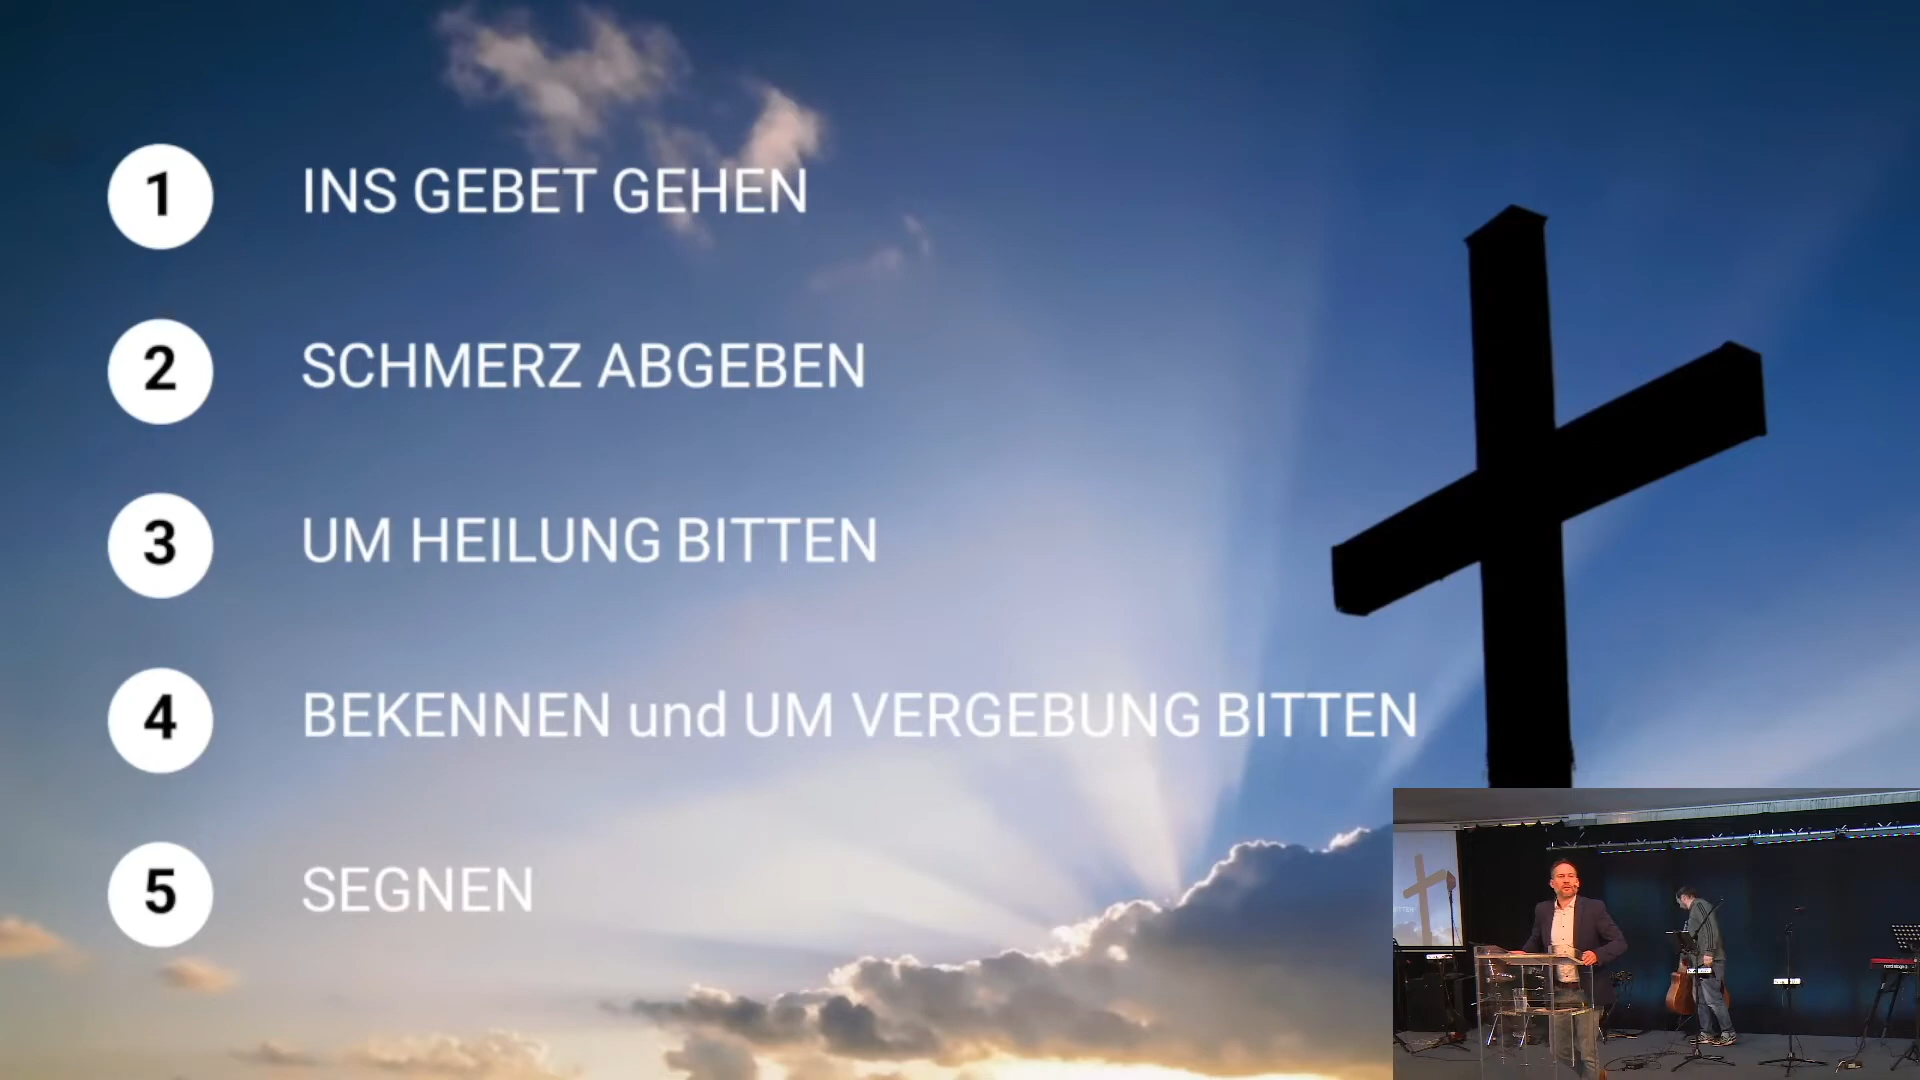 1 INS GEBET GEHEN
2 SCHMERZ ABGEBEN
3 UM HEILUNG BITTEN
4 BEKENNEN und UM VERGEBUNG BITTEN
5 SEGNEN